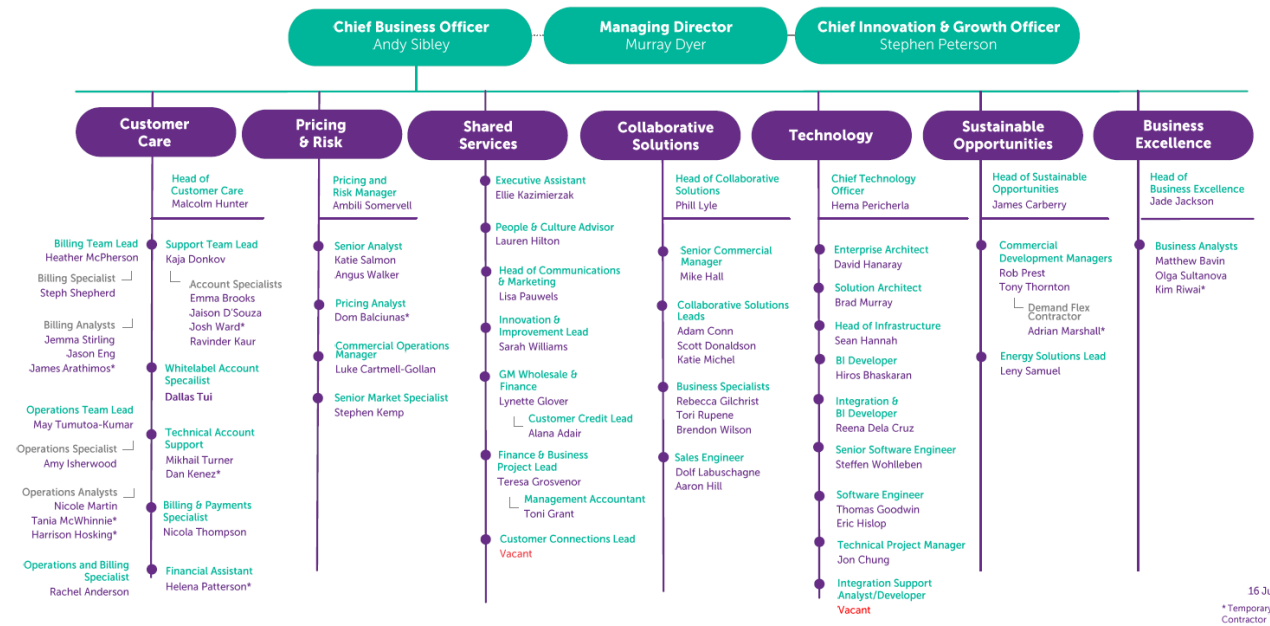 Chief Business Officer
Andy Sibley
Managing Director
Murray Dyer
Chief Innovation & Growth Officer
Stephen Peterson
Customer
Care
Pricing
& Risk
Shared
Services
Collaborative
Solutions
Technology
Sustainable
Opportunities
Business
Excellence
Head of
Customer Care
Malcolm Hunter
Billing Team Lead
Heather McPherson
Billing Specialist
Steph Shepherd
Billing Analysts
Jemma Stirling
Jason Eng
James Arathimos*
Operations Team Lead
May Tumutoa-Kumar
Operations Specialist
Amy Isherwood
Operations Analysts
Nicole Martin
Tania McWhinnie*
Harrison Hosking*
Operations and Billing
Specialist
Rachel Anderson
Support Team Lead
Kaja Donkov
Account Specialists
Emma Brooks
Jaison D'Souza
Josh Ward*
Ravinder Kaur
Whitelabel Account
Specailist
Dallas Tui
Technical Account
Support
Mikhail Turner
Dan Kenez*
Billing & Payments
Specialist
Nicola Thompson
Financial Assistant
Helena Patterson*
Pricing and
Risk Manager
Ambili Somervell
Senior Analyst
Katie Salmon
Angus Walker
Pricing Analyst
Dom Balciunas*
Commercial Operations
Manager
Luke Cartmell-Gollan
Senior Market Specialist
Stephen Kemp
Executive Assistant
Ellie Kazimierzak
People & Culture Advisor
Lauren Hilton
Head of Communications
& Marketing
Lisa Pauwels
Innovation &
Improvement Lead
Sarah Williams
GM Wholesale &
Finance
Lynette Glover
Customer Credit Lead
Alana Adair
Finance & Business
Project Lead
Teresa Grosvenor
Management Accountant
Toni Grant
Customer Connections Lead
Vacant
Head of Collaborative
Solutions
Phill Lyle
Senior Commercial
Manager
Mike Hall
Collaborative Solutions
Leads
Adam Conn
Scott Donaldson
Katie Michel
Business Specialists
Rebecca Gilchrist
Tori Rupene
Brendon Wilson
Sales Engineer
Dolf Labuschagne
Aaron Hill
Chief Technology
Officer
Hema Pericherla
Enterprise Architect
David Hanaray
Solution Architect
Brad Murray
Head of Infrastructure
Sean Hannah
BI Developer
Hiros Bhaskaran
Integration &
BI Developer
Reena Dela Cruz
Senior Software Engineer
Steffen Wohlleben
Software Engineer
Thomas Goodwin
Eric Hislop
Technical Project Manager
Jon Chung
Integration Support
Analyst/Developer
Vacant
Head of Sustainable
Opportunities
James Carberry
Commercial
Development Managers
Rob Prest
Tony Thornton
Demand Flex
Contractor
Adrian Marshall*
Energy Solutions Lead
Leny Samuel
Head of
Business Excellence
Jade Jackson
Business Analysts
Matthew Bavin
Olga Sultanova
Kim Riwai*
16 Ju
* Temporary
Contractor